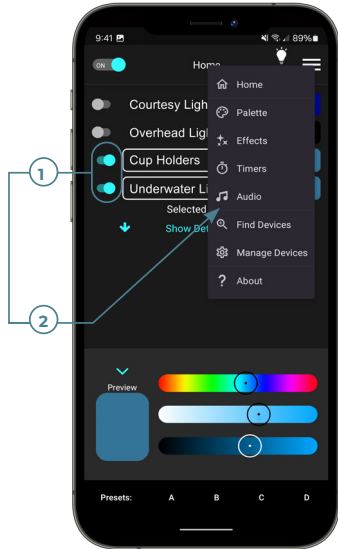 9:41 89%
ON Home
Home
Courtesy Ligh
Palette
Overhead Ligh
Effects
Cup Holders
Timers
Underwater Li
Audio
Selected
Show Det
Find Devices
Manage Devices
? About
1
2
Preview
Presets: A B C D